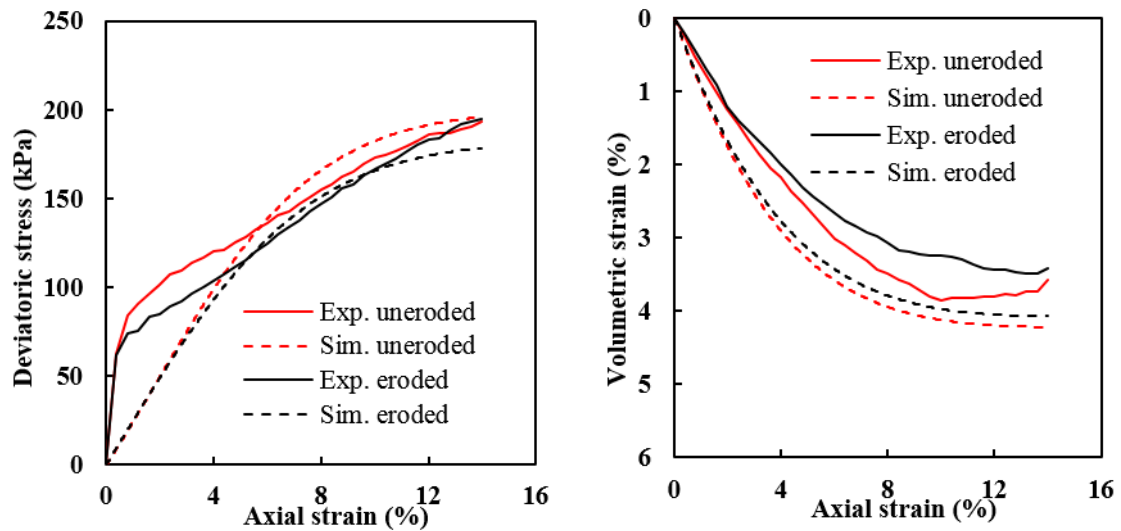 250
200
150
100
50
0
Deviatoric stress (kPa)
Exp. uneroded
Sim. uneroded
Exp. eroded
Sim. eroded
0 4 8 12 16
Axial strain (%)
0
1
2
3
4
5
6
Volumetric strain (%)
Exp. uneroded
Sim. uneroded
Exp. eroded
Sim. eroded
0 4 8 12 16
Axial strain (%)